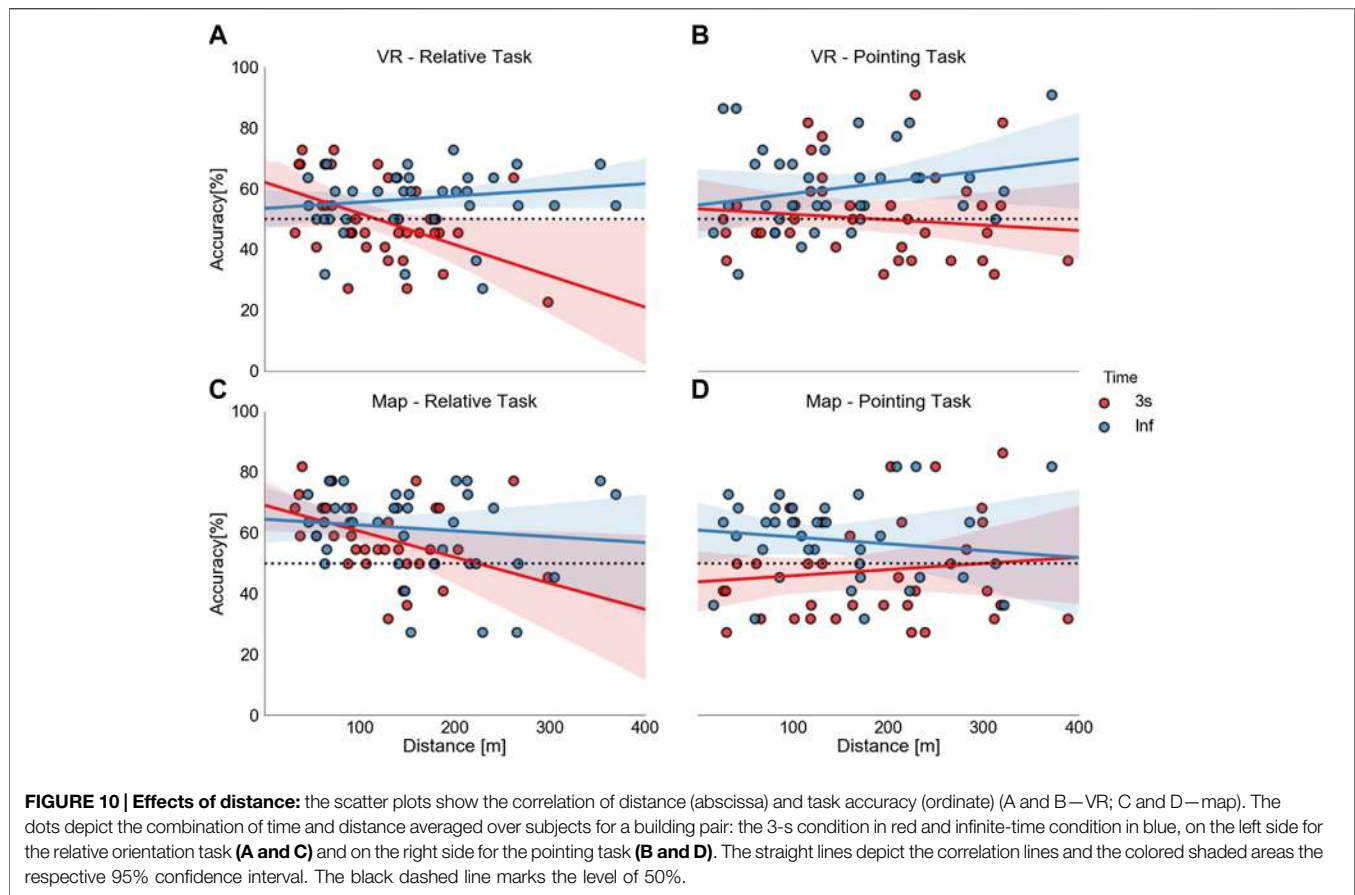 A
VR - Relative Task
B
VR - Pointing Task
100
80
60
40
20
0
Accuracy[%]
C
Map - Relative Task
D
Map - Pointing Task
Time
3s
Inf
100
80
60
40
20
0
Accuracy[%]
100 200 300 400
Distance [m]
100 200 300 400
Distance [m]
FIGURE 10 | Effects of distance: the scatter plots show the correlation of distance (abscissa) and task accuracy (ordinate) (A and B—VR; C and D—map). The
dots depict the combination of time and distance averaged over subjects for a building pair: the 3-s condition in red and infinite-time condition in blue, on the left side for
the relative orientation task (A and C) and on the right side for the pointing task (B and D). The straight lines depict the correlation lines and the colored shaded areas the
respective 95% confidence interval. The black dashed line marks the level of 50%.